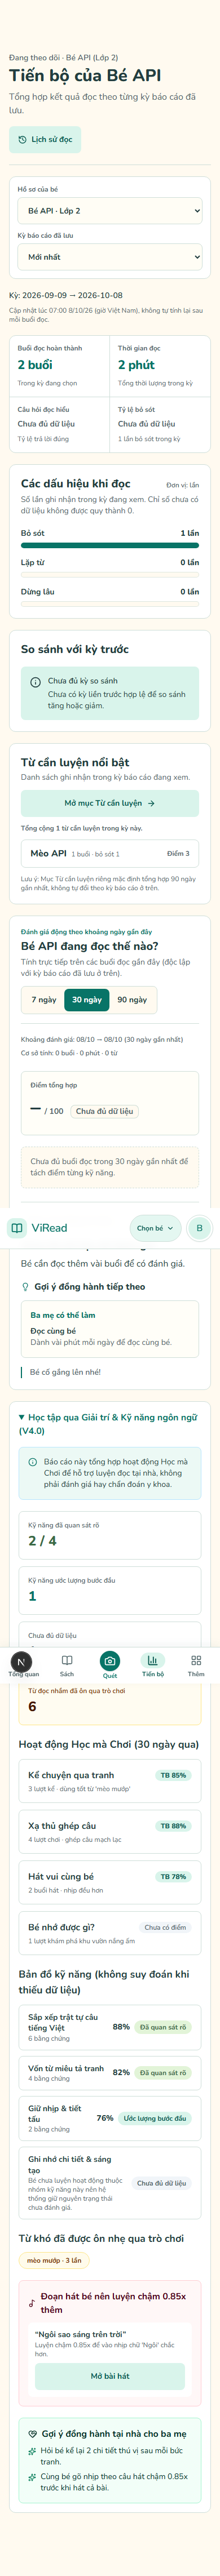 Đang theo dõi · Bé API (Lớp 2)
Tiến bộ của Bé API
Tổng hợp kết quả đọc theo từng kỳ báo cáo đã
lưu.
Lịch sử đọc
Hồ sơ của bé
Bé API · Lớp 2
Kỳ báo cáo đã lưu
Mới nhất
Kỳ: 2026-09-09 → 2026-10-08
Cập nhật lúc 07:00 8/10/26 (giờ Việt Nam), không tự tính lại sau
mỗi buổi đọc.
Buổi đọc hoàn thành
2 buổi
Trong kỳ đang chọn
Thời gian đọc
2 phút
Tổng thời lượng trong kỳ
Câu hỏi đọc hiểu
Chưa đủ dữ liệu
Tỷ lệ trả lời đúng
Tỷ lệ bỏ sót
Chưa đủ dữ liệu
1 lần bỏ sót trong kỳ
Các dấu hiệu khi đọc
Đơn vị: lần
Số lần ghi nhận trong kỳ đang xem. Chỉ số chưa có
dữ liệu không được quy thành 0.
Bỏ sót 1 lần
Lặp từ 0 lần
Dừng lâu 0 lần
So sánh với kỳ trước
Chưa đủ kỳ so sánh
Chưa có kỳ liền trước hợp lệ để so sánh
tăng hoặc giảm.
Từ cần luyện nổi bật
Danh sách ghi nhận trong kỳ báo cáo đang xem.
Mở mục Từ cần luyện →
Tổng cộng 1 từ cần luyện trong kỳ này.
Mèo API 1 buổi · bỏ sót 1 Điểm 3
Lưu ý: Mục Từ cần luyện riêng mặc định tổng hợp 90 ngày
gần nhất, không tự đổi theo kỳ báo cáo ở trên.
Đánh giá động theo khoảng ngày gần đây
Bé API đang đọc thế nào?
Tính trực tiếp trên các buổi đọc gần đây (độc lập
với kỳ báo cáo đã lưu ở trên).
7 ngày 30 ngày 90 ngày
Khoảng đánh giá: 08/10 → 08/10 (30 ngày gần nhất)
Cơ sở tính: 0 buổi · 0 phút · 0 từ
Điểm tổng hợp
— / 100 Chưa đủ dữ liệu
Chưa đủ buổi đọc trong 30 ngày gần nhất để
tách điểm từng kỹ năng.
ViRead
Chọn bé
B
Bé cần đọc thêm vài buổi để có đánh giá.
Gợi ý đồng hành tiếp theo
Ba mẹ có thể làm
Đọc cùng bé
Dành vài phút mỗi ngày để đọc cùng bé.
Bé cố gắng lên nhé!
▼ Học tập qua Giải trí & Kỹ năng ngôn ngữ
(V4.0)
Báo cáo này tổng hợp hoạt động Học mà
Chơi để hỗ trợ luyện đọc tại nhà, không
phải đánh giá hay chẩn đoán y khoa.
Kỹ năng đã quan sát rõ
2 / 4
Kỹ năng ước lượng bước đầu
1
Chưa đủ dữ liệu
N
Tổng quan
Sách
Quét
Tiến bộ
Thêm
Từ đọc nhầm đã ôn qua trò chơi
6
Hoạt động Học mà Chơi (30 ngày qua)
Kể chuyện qua tranh TB 85%
3 lượt kể · dùng tốt từ 'mèo mướp'
Xạ thủ ghép câu TB 88%
4 lượt chơi · ghép câu mạch lạc
Hát vui cùng bé TB 78%
2 buổi hát · nhịp đều hơn
Bé nhớ được gì? Chưa có điểm
1 lượt khám phá khu vườn nắng ấm
Bản đồ kỹ năng (không suy đoán khi
thiếu dữ liệu)
Sắp xếp trật tự câu
tiếng Việt
6 bằng chứng
88% Đã quan sát rõ
Vốn từ miêu tả tranh
4 bằng chứng
82% Đã quan sát rõ
Giữ nhịp & tiết
tấu
2 bằng chứng
76% Ước lượng bước đầu
Ghi nhớ chi tiết & sáng
tạo
Bé chưa luyện hoạt động thuộc
nhóm kỹ năng này nên hệ
thống giữ nguyên trạng thái
chưa đánh giá.
Chưa đủ dữ liệu
Từ khó đã được ôn nhẹ qua trò chơi
mèo mướp · 3 lần
Đoạn hát bé nên luyện chậm 0.85x
thêm
“Ngôi sao sáng trên trời”
Luyện chậm 0.85x để vào nhịp chữ 'Ngôi' chắc
hơn.
Mở bài hát
Gợi ý đồng hành tại nhà cho ba mẹ
Hỏi bé kể lại 2 chi tiết thú vị sau mỗi bức
tranh.
Cùng bé gõ nhịp theo câu hát chậm 0.85x
trước khi hát cả bài.